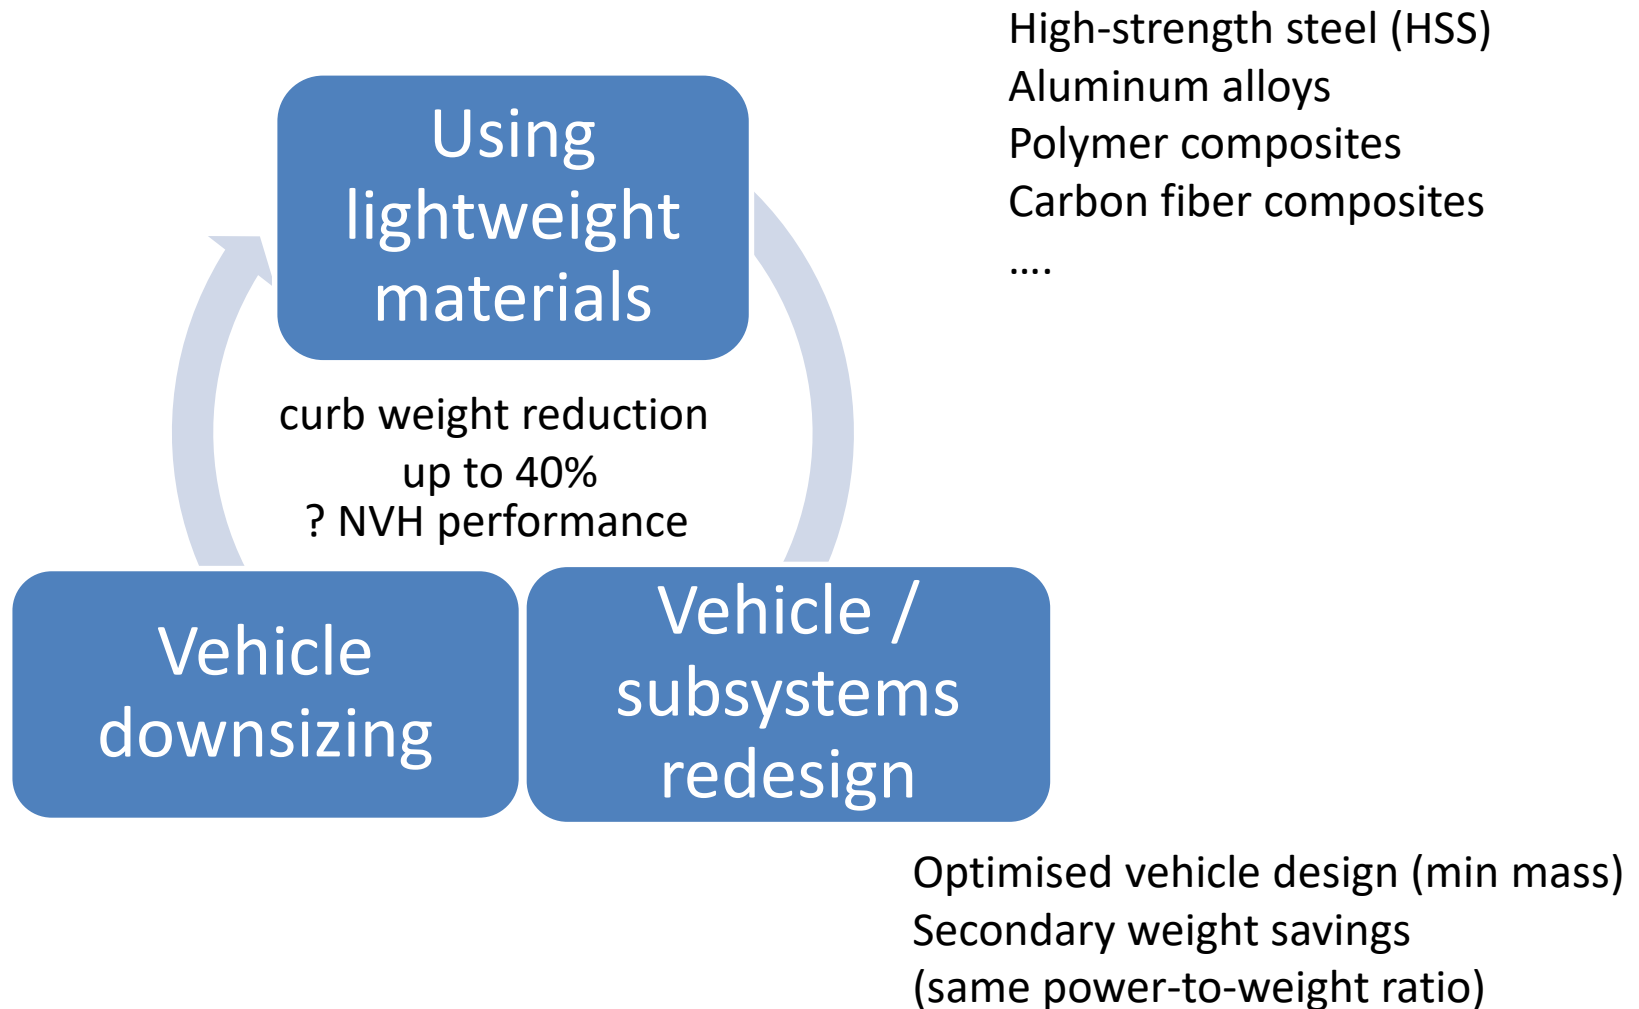 High-strength steel (HSS)
Aluminum alloys
Polymer composites
Carbon fiber composites
....
Using
lightweight
materials
curb weight reduction
up to 40%
? NVH performance
Vehicle
downsizing
Vehicle /
subsystems
redesign
Optimised vehicle design (min mass)
Secondary weight savings
(same power-to-weight ratio)